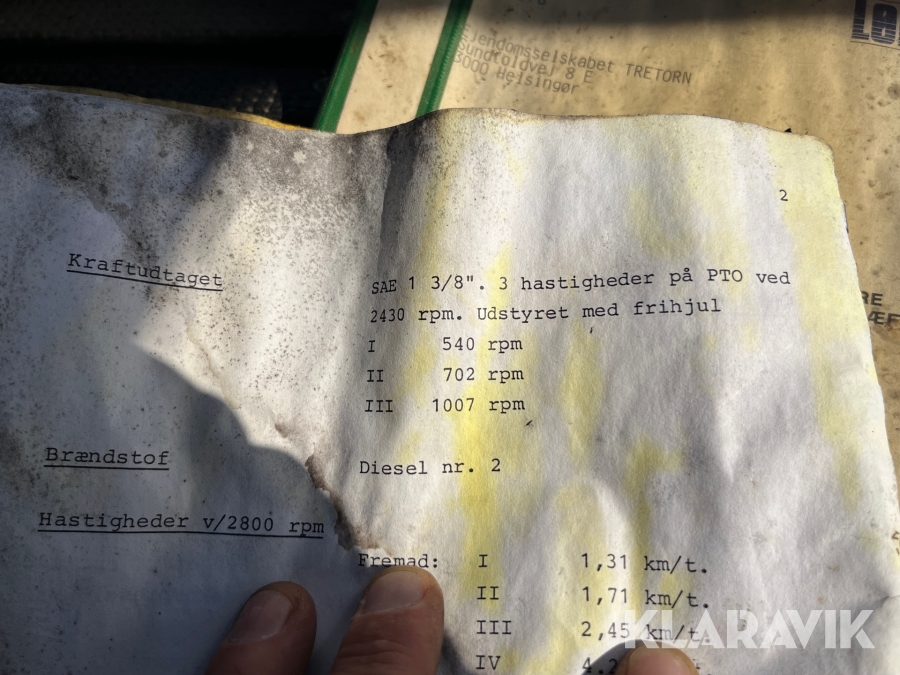 Ejendomsselskabet TRETORN
Sundtoldvej 8 E
3000 Helsingør
2
Kraftudtaget SAE 1 3/8". 3 hastigheder på PTO ved
2430 rpm. Udstyret med frihjul
I 540 rpm
II 702 rpm
III 1007 rpm
Brændstof Diesel nr. 2
Hastigheder v/2800 rpm
Fremad: I 1,31 km/t.
II 1,71 km/t.
III 2,45 km/t.
IV
KLARAVIK